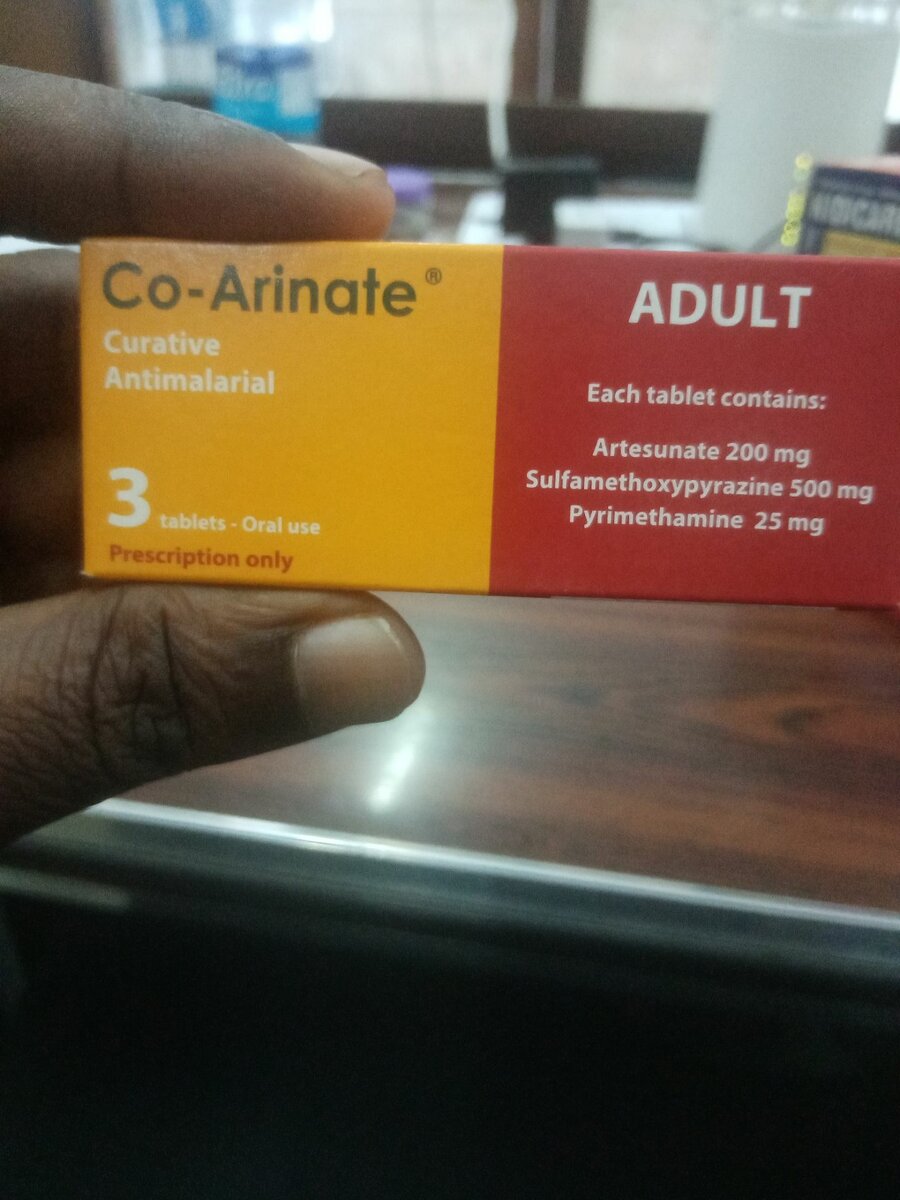 Co-Arinate®
Curative
Antimalarial
3 tablets - Oral use
Prescription only
ADULT
Each tablet contains:
Artesunate 200 mg
Sulfamethoxypyrazine 500 mg
Pyrimethamine 25 mg